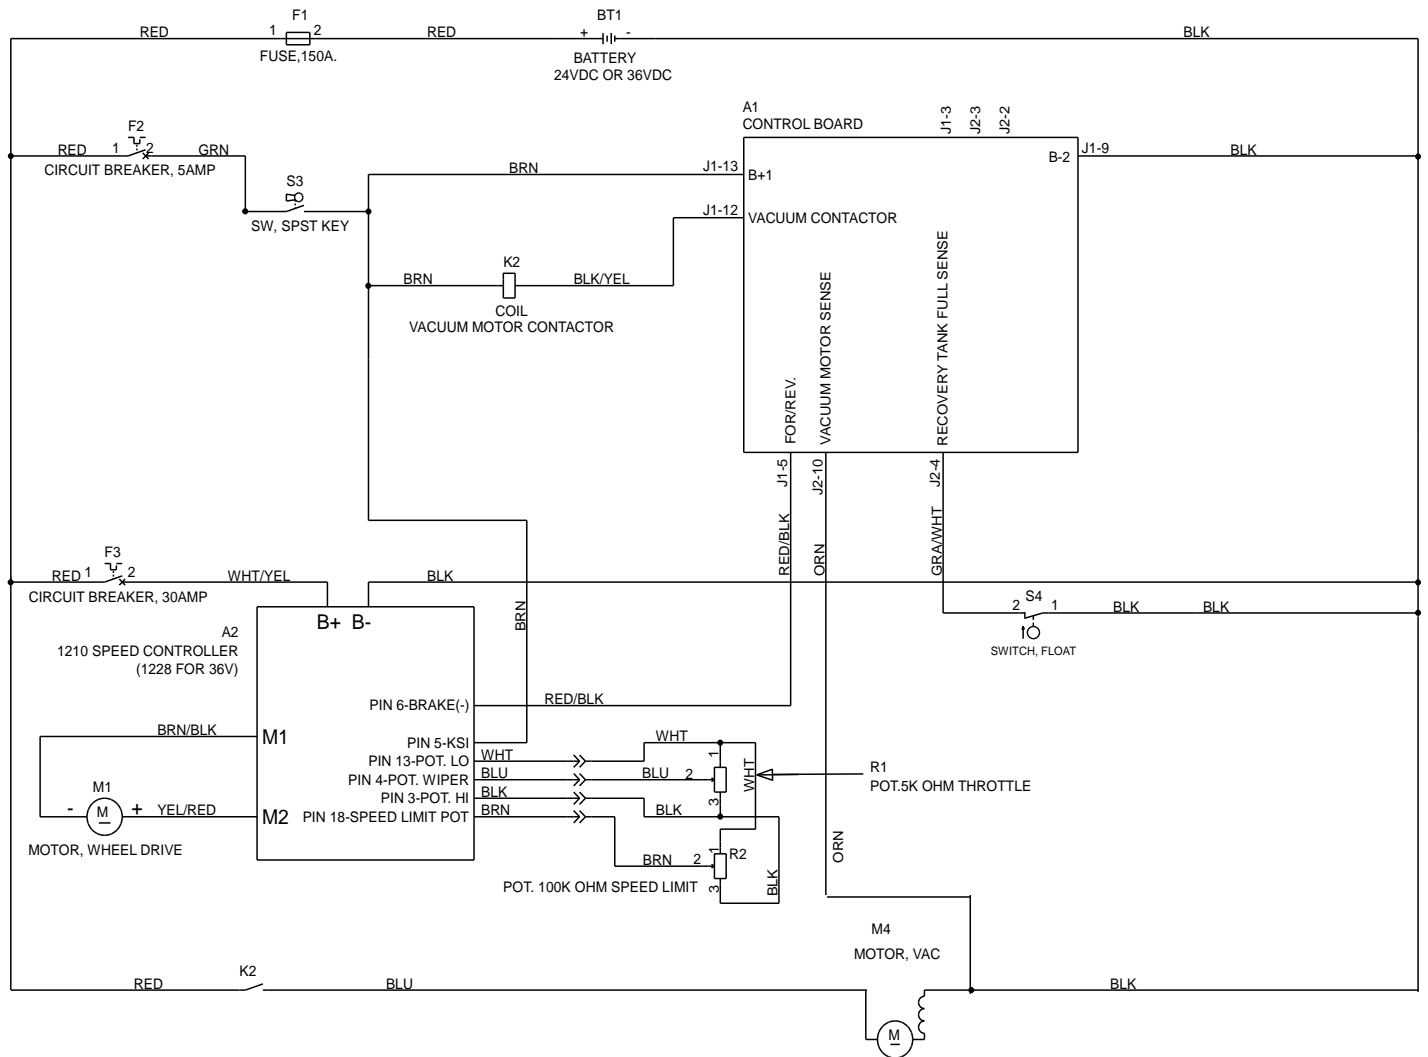 RED
F1
1
2
FUSE,150A.
RED
BT1
+
-
BATTERY
24VDC OR 36VDC
BLK
A1
CONTROL BOARD
J1-3
J2-3
J2-2
F2
RED
1
2
GRN
CIRCUIT BREAKER, 5AMP
S3
SW, SPST KEY
BRN
J1-13
B+1
B-2
J1-9
BLK
J1-12
VACUUM CONTACTOR
K2
BRN
BLK/YEL
COIL
VACUUM MOTOR CONTACTOR
FOR/REV.
VACUUM MOTOR SENSE
RECOVERY TANK FULL SENSE
J1-5
J2-10
J2-4
RED/BLK
ORN
GRA/WHT
F3
RED
1
2
WHT/YEL
CIRCUIT BREAKER, 30AMP
BLK
BRN
S4
2
1
BLK
BLK
SWITCH, FLOAT
B+
B-
A2
1210 SPEED CONTROLLER
(1228 FOR 36V)
PIN 6-BRAKE(-)
RED/BLK
BRN/BLK
M1
PIN 5-KSI
PIN 13-POT. LO
WHT
WHT
PIN 4-POT. WIPER
BLU
BLU
2
1
3
WHT
R1
POT.5K OHM THROTTLE
PIN 3-POT. HI
BLK
BLK
M1
-
M
+
YEL/RED
M2
PIN 18-SPEED LIMIT POT
BRN
MOTOR, WHEEL DRIVE
BRN
2
1
3
R2
BLK
POT. 100K OHM SPEED LIMIT
ORN
M4
MOTOR, VAC
RED
K2
BLU
BLK
M